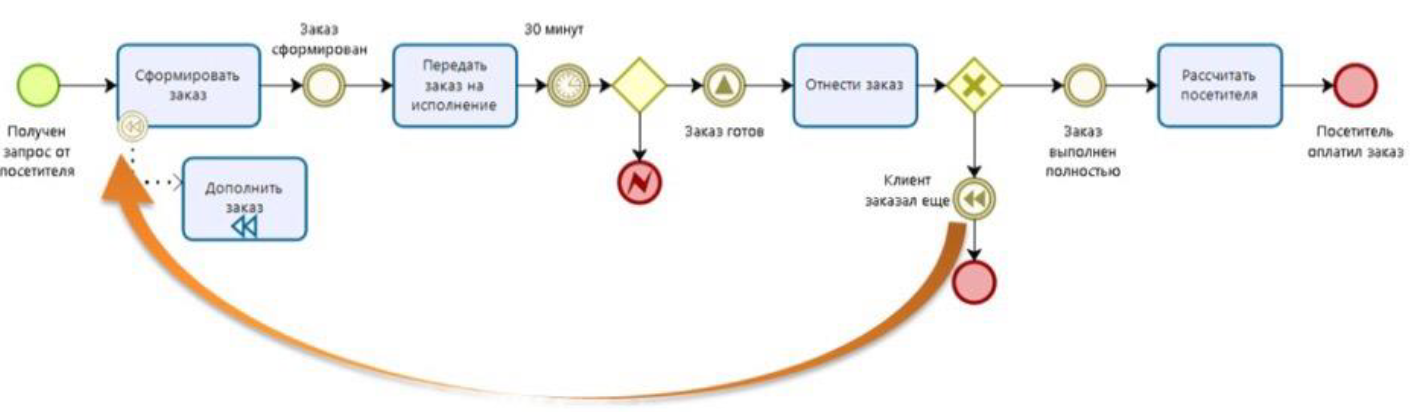 Получен
запрос от
посетителя
Сформировать
заказ
Дополнить
заказ
Заказ
сформирован
Передать
заказ на
исполнение
30 минут
Заказ готов
Отнести заказ
Клиент
заказал еще
Заказ
выполнен
полностью
Рассчитать
посетителя
Посетитель
оплатил заказ